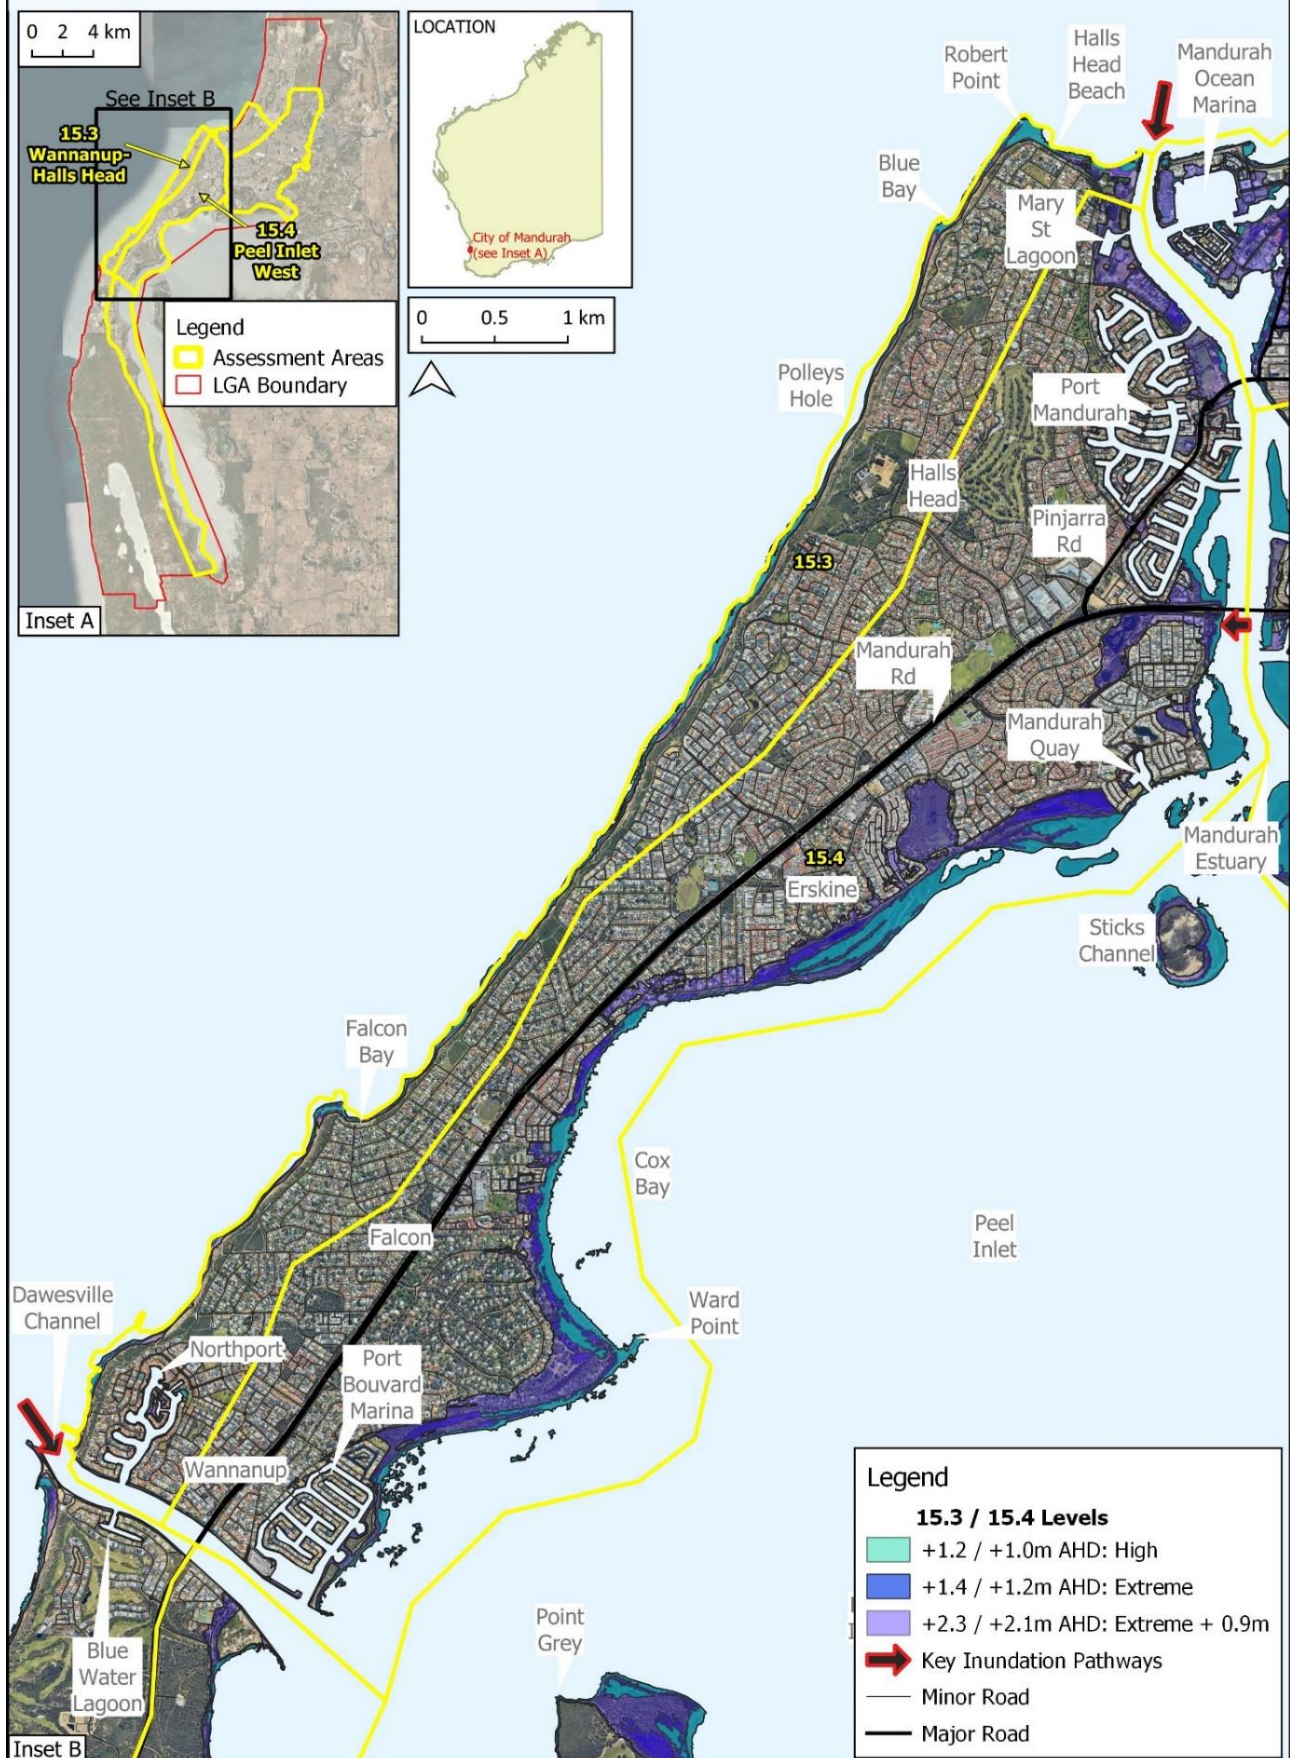 0 2 4 km
See Inset B
15.3
Wannanup-
Halls Head
15.4
Peel Inlet
West
Legend
Assessment Areas
LGA Boundary
Inset A
LOCATION
City of Mandurah
(see Inset A)
0 0.5 1 km
Robert
Point
Halls
Head
Beach
Mandurah
Ocean
Marina
Blue
Bay
Mary
St
Lagoon
Polleys
Hole
Port
Mandurah
Halls
Head
Pinjarra
Rd
15.3
Mandurah
Rd
Mandurah
Quay
Mandurah
Estuary
15.4
Erskine
Sticks
Channel
Falcon
Bay
Cox
Bay
Peel
Inlet
Falcon
Dawesville
Channel
Northport
Ward
Point
Port
Bouvard
Marina
Wannanup
Blue
Water
Lagoon
Point
Grey
Inset B
Legend
15.3 / 15.4 Levels
+1.2 / +1.0m AHD: High
+1.4 / +1.2m AHD: Extreme
+2.3 / +2.1m AHD: Extreme + 0.9m
Key Inundation Pathways
Minor Road
Major Road